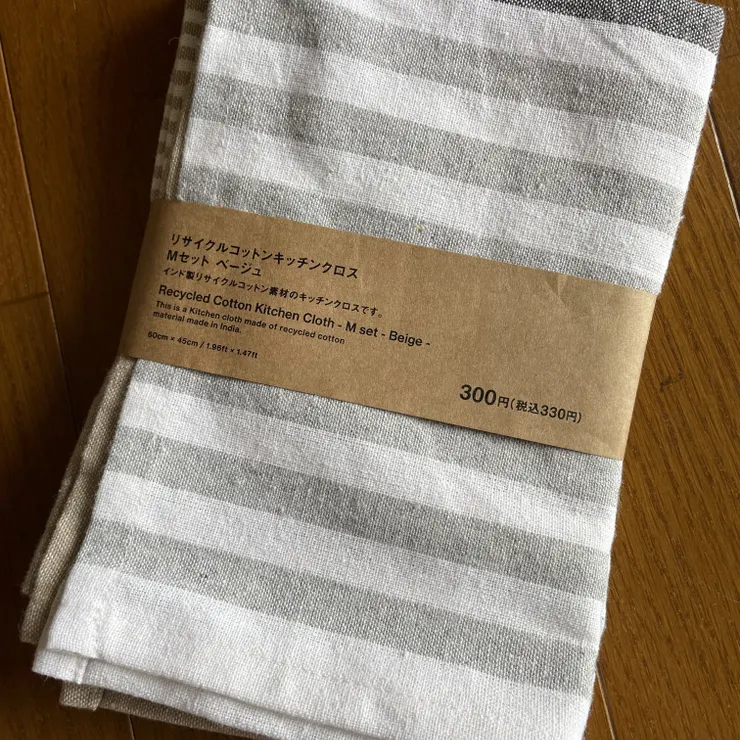 リサイクルコットンキッチンクロス
Mセット ベージュ
インド製リサイクルコットン素材のキッチンクロスです。
Recycled Cotton Kitchen Cloth - M set - Beige -
This is a Kitchen cloth made of recycled cotton
material made in India.
60cm × 45cm / 1.96ft × 1.47ft
300円(税込330円)